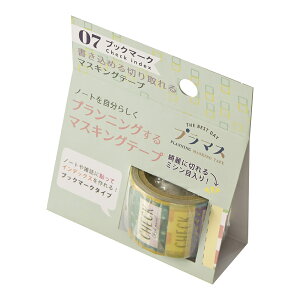 07 ブックマーク
Check index
書き込める切り取れる
マスキングテープ
ノートを自分らしく
プランニングする
マスキングテープ
THE BEST DAY
プラマス
PLANNING MASKING TAPE
綺麗に切れる
ミシン目入り！
ノートや雑誌に貼って
インデックスを作れる！
ブックマークタイプ
CHECK
CHECK